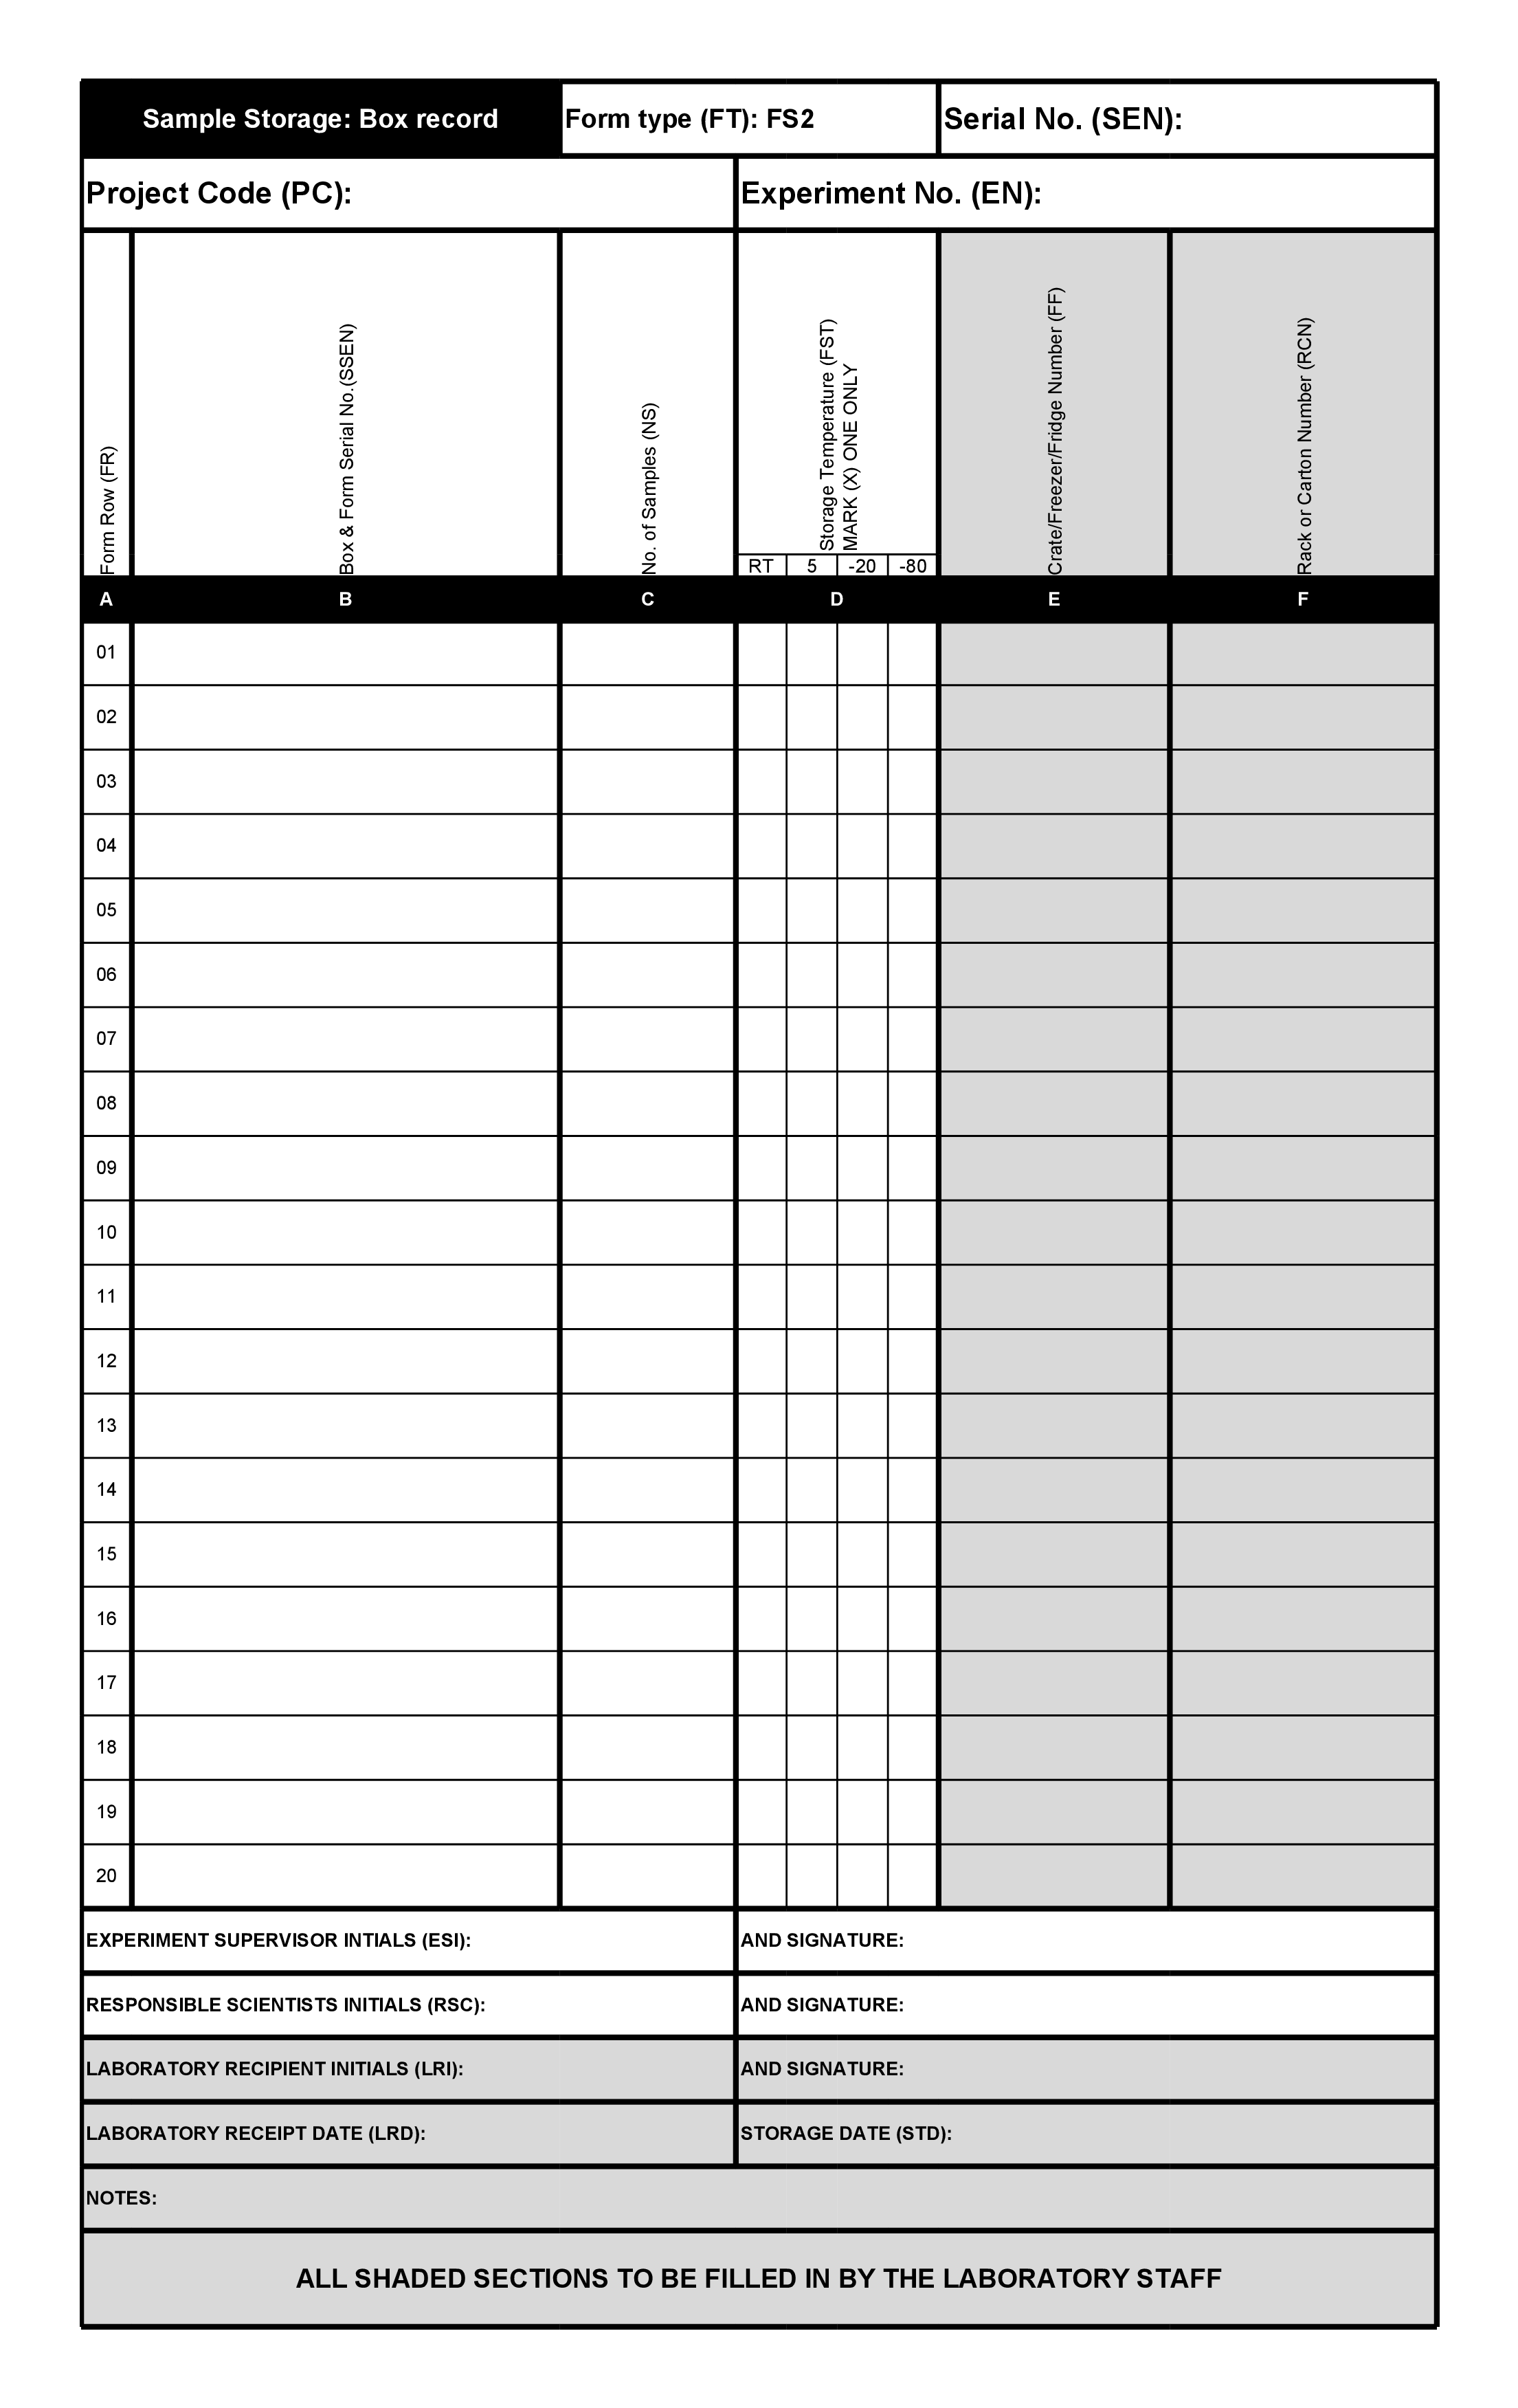 Sample Storage: Box record
Form type (FT): FS2
Serial No. (SEN):
Project Code (PC):
Experiment No. (EN):
Form Row (FR)
Box & Form Serial No.(SSEN)
No. of Samples (NS)
Storage Temperature (FST)
MARK (X) ONE ONLY
RT 5 -20 -80
Crate/Freezer/Fridge Number (FF)
Rack or Carton Number (RCN)
A B C D E F
01
02
03
04
05
06
07
08
09
10
11
12
13
14
15
16
17
18
19
20
EXPERIMENT SUPERVISOR INTIALS (ESI):
AND SIGNATURE:
RESPONSIBLE SCIENTISTS INITIALS (RSC):
AND SIGNATURE:
LABORATORY RECIPIENT INITIALS (LRI):
AND SIGNATURE:
LABORATORY RECEIPT DATE (LRD):
STORAGE DATE (STD):
NOTES:
ALL SHADED SECTIONS TO BE FILLED IN BY THE LABORATORY STAFF